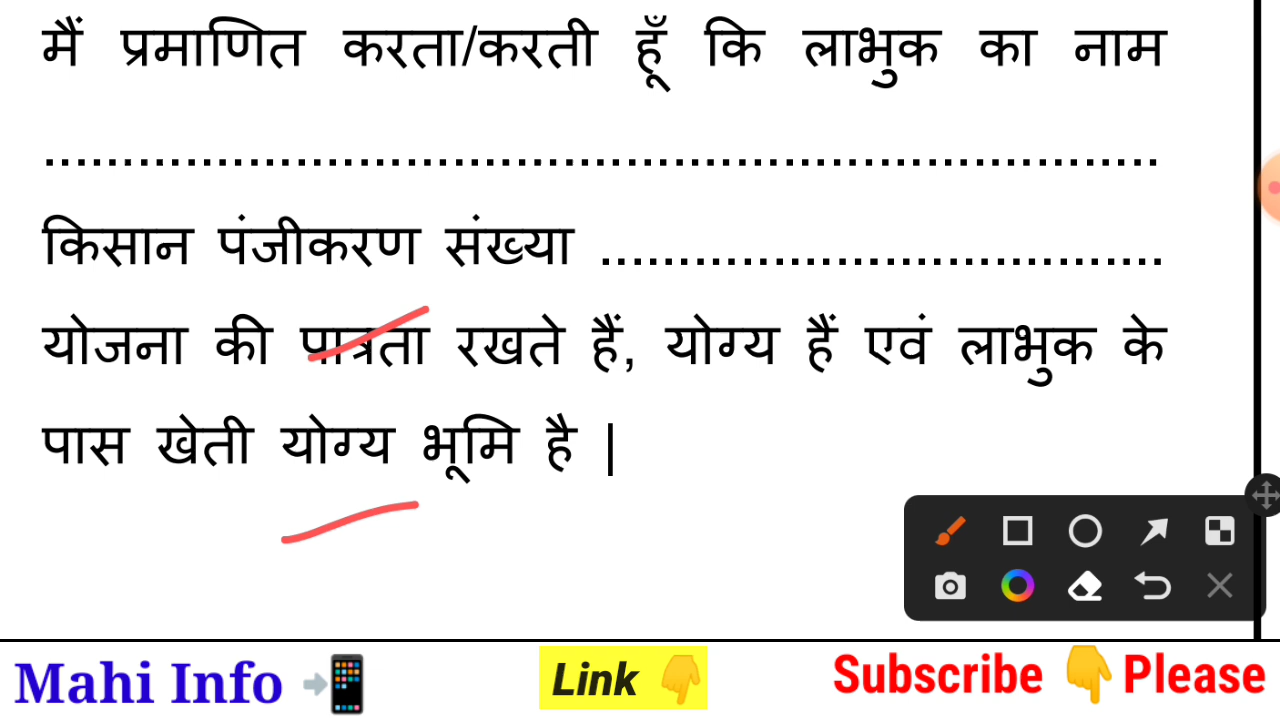 मैं प्रमाणित करता/करती हूँ कि लाभुक का नाम
........................................................................
किसान पंजीकरण संख्या ....................................
योजना की पात्रता रखते हैं, योग्य हैं एवं लाभुक के
पास खेती योग्य भूमि है |
Mahi Info Link Subscribe Please